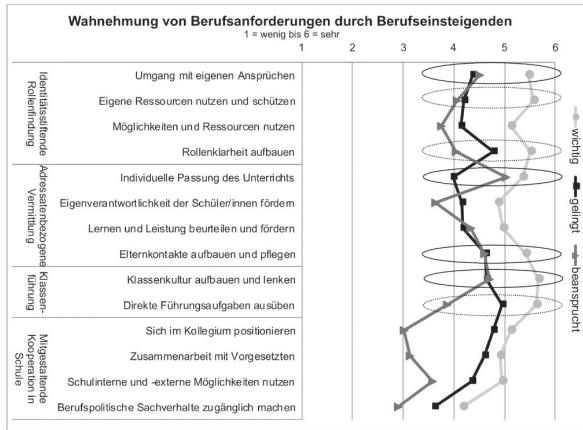 Wahnehmung von Berufsanforderungen durch Berufseinsteigenden
1 = wenig bis 6 = sehr
1 2 3 4 5 6
Identitätsstiftende
Rollenfindung
Umgang mit eigenen Ansprüchen
Eigene Ressourcen nutzen und schützen
Möglichkeiten und Ressourcen nutzen
Rollenklarheit aufbauen
Adressatenbezogene
Vermittlung
Individuelle Passung des Unterrichts
Eigenverantwortlichkeit der Schüler/innen fördern
Lernen und Leistung beurteilen und fördern
Elternkontakte aufbauen und pflegen
Klassen-
führung
Klassenkultur aufbauen und lenken
Direkte Führungsaufgaben ausüben
Mitgestaltende
Kooperation in
Schule
Sich im Kollegium positionieren
Zusammenarbeit mit Vorgesetzten
Schulinterne und -externe Möglichkeiten nutzen
Berufspolitische Sachverhalte zugänglich machen
wichtig
gelingt
beansprucht